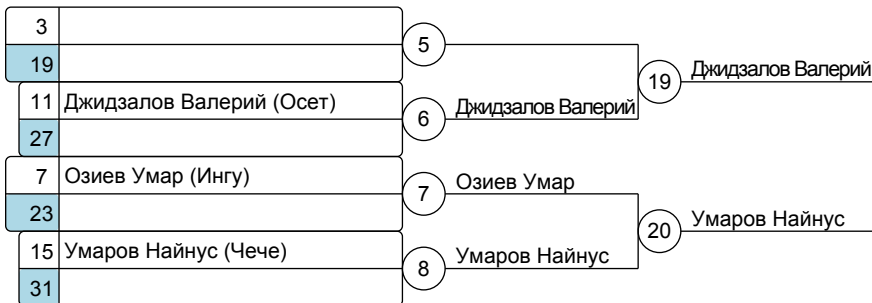 3
5
19
19 Джидзалов Валерий
11 Джидзалов Валерий (Осет)
6 Джидзалов Валерий
27
7 Озиев Умар (Ингу)
7 Озиев Умар
23
20 Умаров Найнус
15 Умаров Найнус (Чече)
8 Умаров Найнус
31